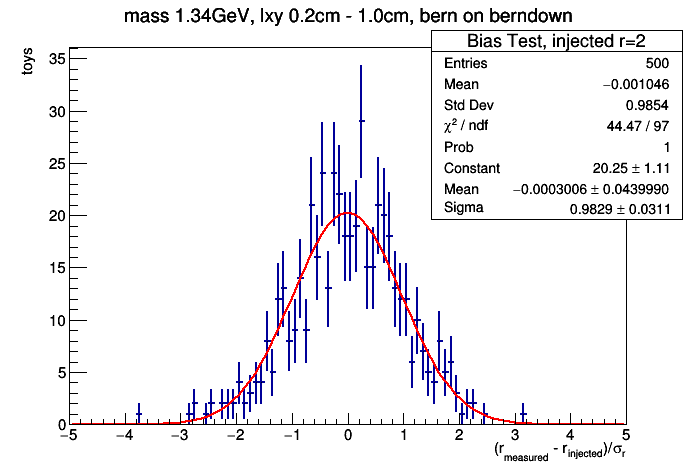 mass 1.34GeV, lxy 0.2cm - 1.0cm, bern on berndown
Bias Test, injected r=2
Entries 500
Mean −0.001046
Std Dev 0.9854
χ² / ndf 44.47 / 97
Prob 1
Constant 20.25 ± 1.11
Mean −0.0003006 ± 0.0439990
Sigma 0.9829 ± 0.0311
toys
35
30
25
20
15
10
5
0
−5 −4 −3 −2 −1 0 1 2 3 4 5
(r_measured - r_injected)/σ_r